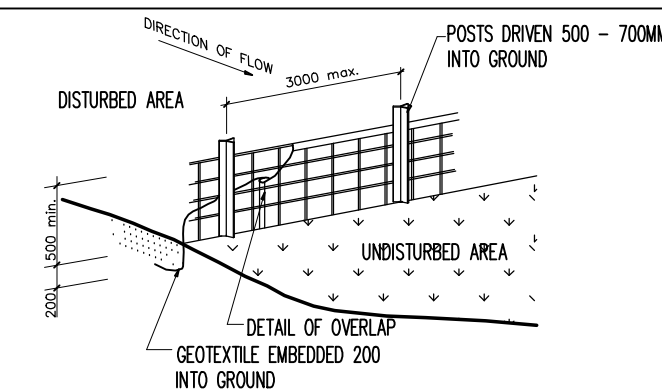 DIRECTION OF FLOW
POSTS DRIVEN 500 - 700MM
INTO GROUND
3000 max.
DISTURBED AREA
500 min.
200
UNDISTURBED AREA
DETAIL OF OVERLAP
GEOTEXTILE EMBEDDED 200
INTO GROUND